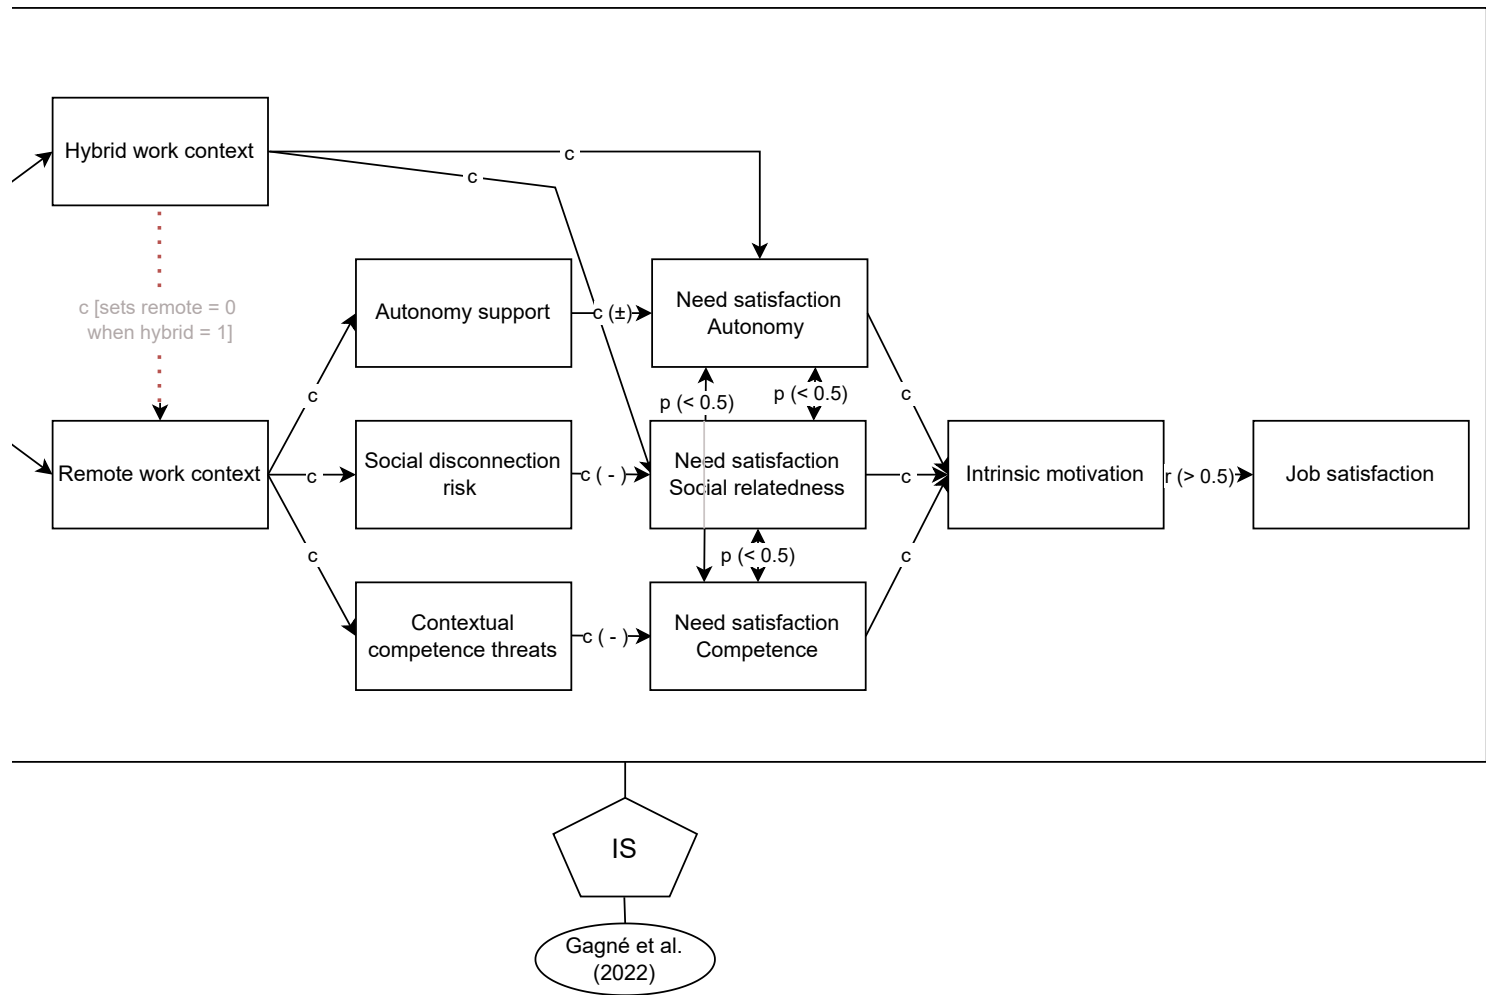 Hybrid work context
c
c
c [sets remote = 0
when hybrid = 1]
Autonomy support
c (±)
Need satisfaction
Autonomy
c
p (< 0.5)
p (< 0.5)
c
Remote work context
c
Social disconnection
risk
c ( - )
Need satisfaction
Social relatedness
c
Intrinsic motivation
r (> 0.5)
Job satisfaction
c
p (< 0.5)
c
Contextual
competence threats
c ( - )
Need satisfaction
Competence
IS
Gagné et al.
(2022)